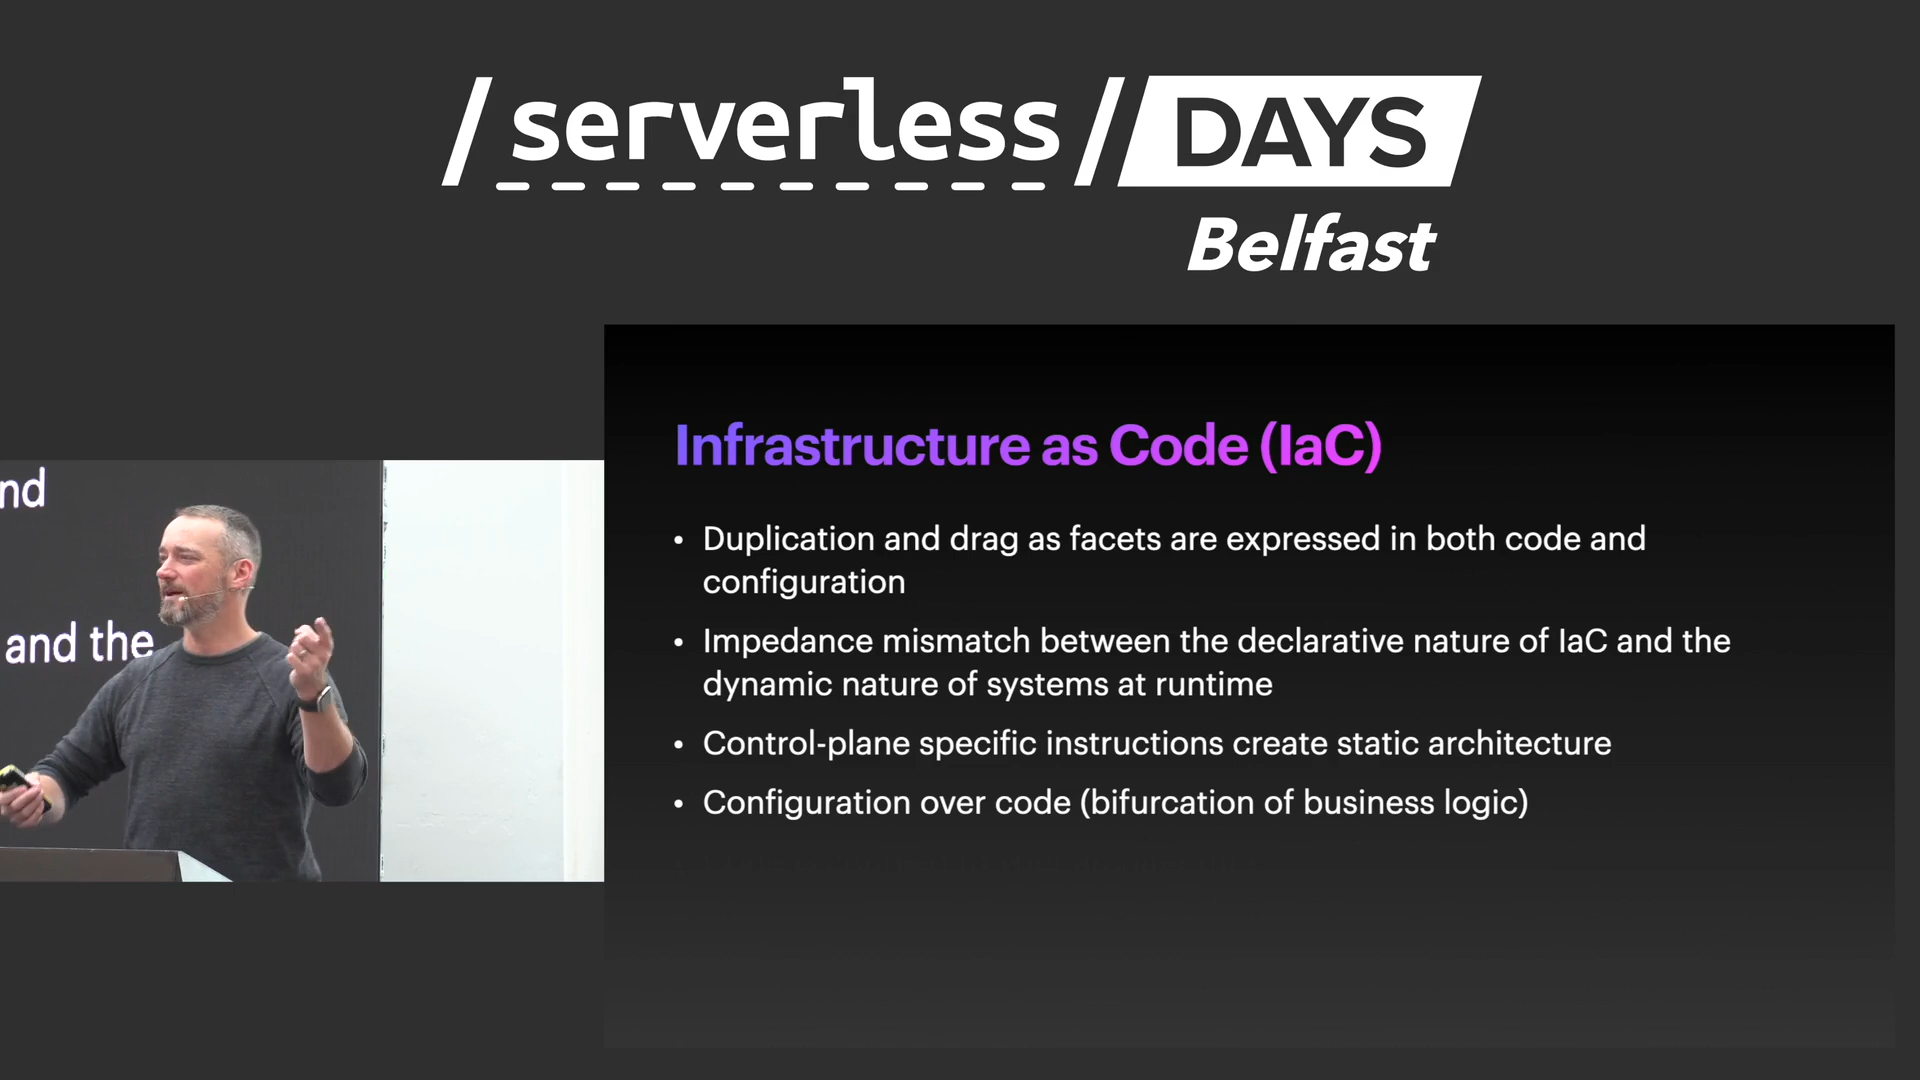 /serverless/DAYS
Belfast
Infrastructure as Code (IaC)
• Duplication and drag as facets are expressed in both code and
configuration
• Impedance mismatch between the declarative nature of IaC and the
dynamic nature of systems at runtime
• Control-plane specific instructions create static architecture
• Configuration over code (bifurcation of business logic)
nd
and the